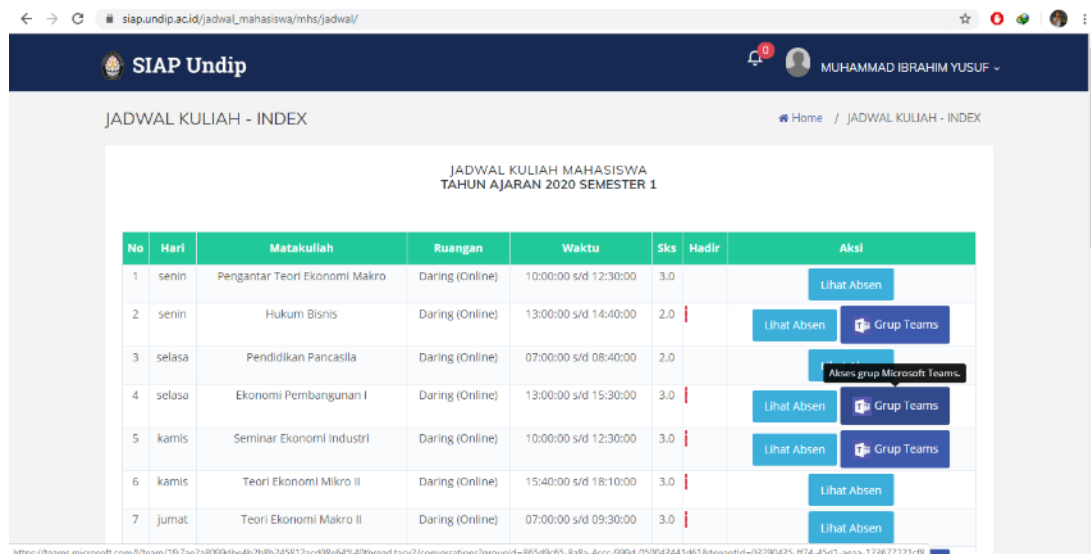 siap.undip.ac.id/jadwal_mahasiswa/mhs/jadwal/
SIAP Undip
0
MUHAMMAD IBRAHIM YUSUF
JADWAL KULIAH - INDEX
Home / JADWAL KULIAH - INDEX
JADWAL KULIAH MAHASISWA
TAHUN AJARAN 2020 SEMESTER 1
No Hari Matakuliah Ruangan Waktu Sks Hadir Aksi
1 senin Pengantar Teori Ekonomi Makro Daring (Online) 10:00:00 s/d 12:30:00 3.0 Lihat Absen
2 senin Hukum Bisnis Daring (Online) 13:00:00 s/d 14:40:00 2.0 Lihat Absen Grup Teams
3 selasa Pendidikan Pancasila Daring (Online) 07:00:00 s/d 08:40:00 2.0
Akses grup Microsoft Teams.
4 selasa Ekonomi Pembangunan I Daring (Online) 13:00:00 s/d 15:30:00 3.0 Lihat Absen Grup Teams
5 kamis Seminar Ekonomi Industri Daring (Online) 10:00:00 s/d 12:30:00 3.0 Lihat Absen Grup Teams
6 kamis Teori Ekonomi Mikro II Daring (Online) 15:40:00 s/d 18:10:00 3.0 Lihat Absen
7 jumat Teori Ekonomi Makro II Daring (Online) 07:00:00 s/d 09:30:00 3.0 Lihat Absen